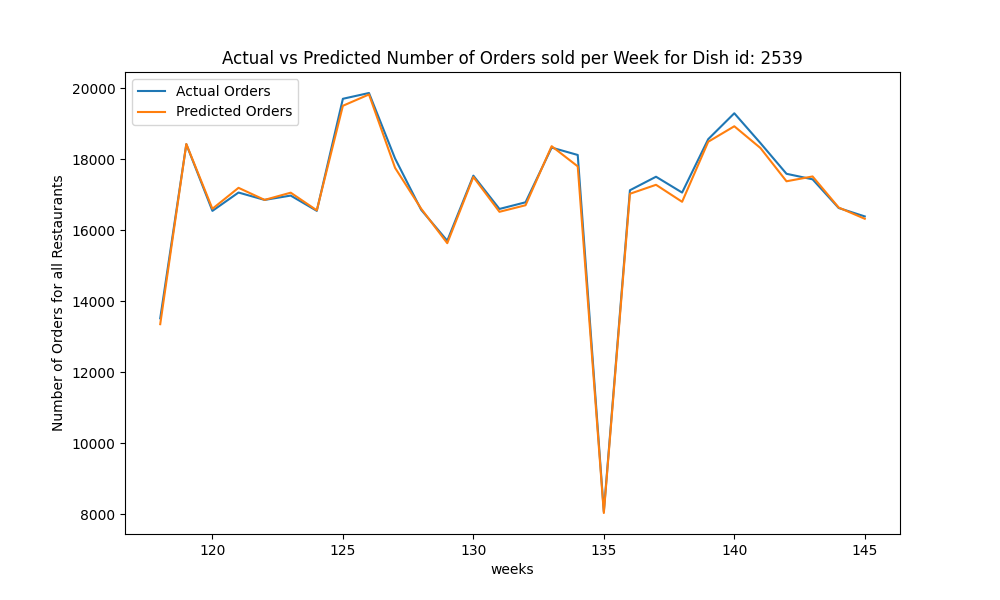 Actual vs Predicted Number of Orders sold per Week for Dish id: 2539
Actual Orders
Predicted Orders
Number of Orders for all Restaurants
20000
18000
16000
14000
12000
10000
8000
120 125 130 135 140 145
weeks